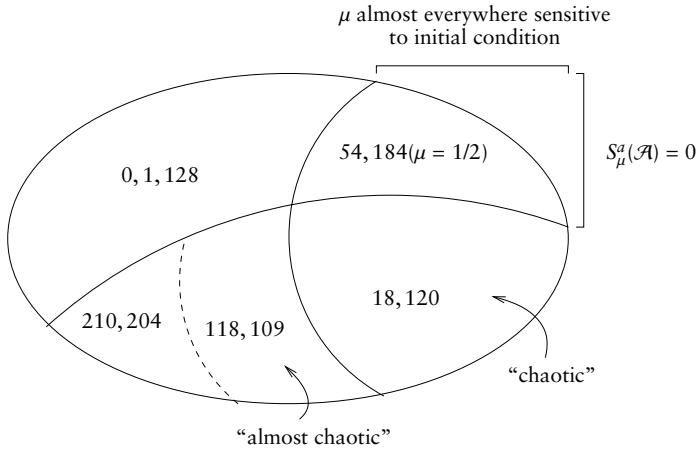 μ almost everywhere sensitive
to initial condition
54, 184(μ = 1/2)
S^a_μ(𝒜) = 0
0, 1, 128
18, 120
210, 204
118, 109
“chaotic”
“almost chaotic”